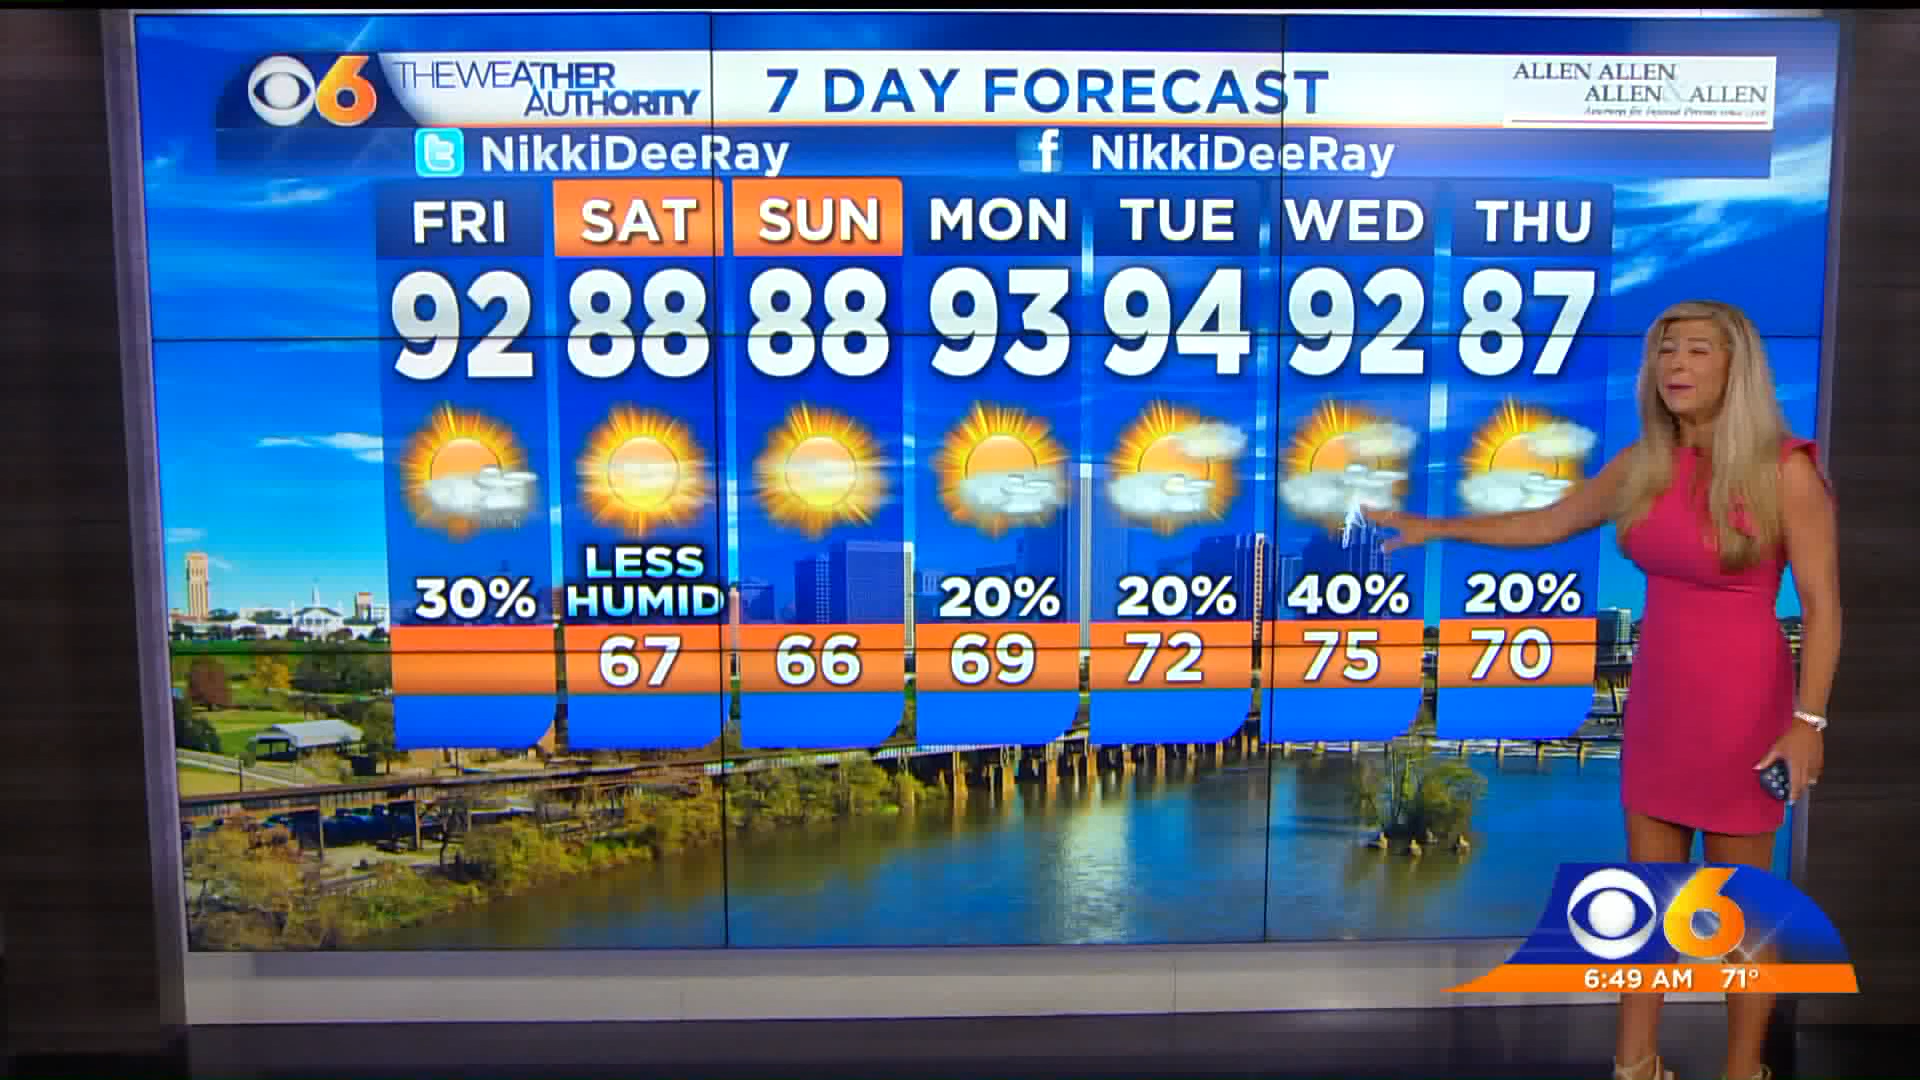 6 THE WEATHER AUTHORITY 7 DAY FORECAST ALLEN ALLEN ALLEN & ALLEN
NikkiDeeRay NikkiDeeRay
FRI SAT SUN MON TUE WED THU
92 88 88 93 94 92 87
30% LESS HUMID 20% 20% 40% 20%
67 66 69 72 75 70
6
6:49 AM 71°